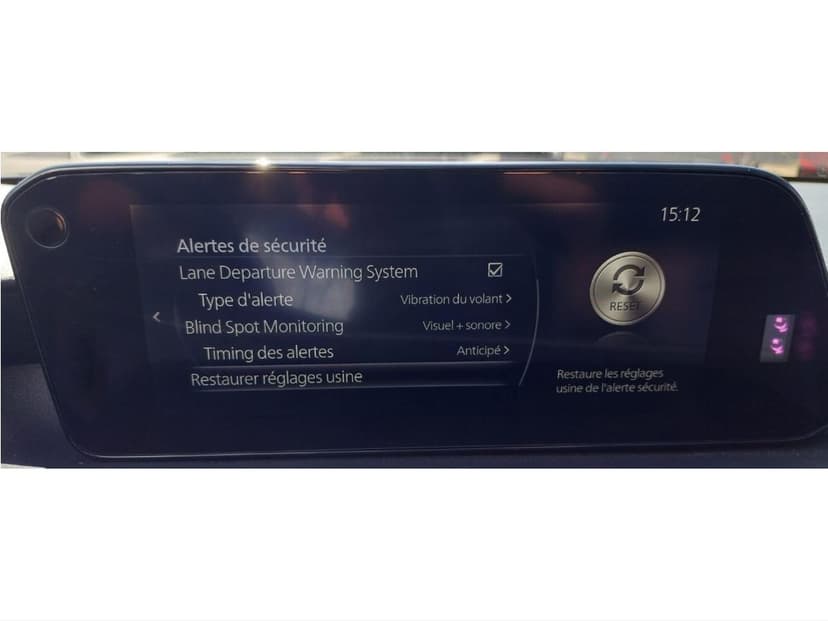 15:12
Alertes de sécurité
Lane Departure Warning System
Type d'alerte Vibration du volant >
Blind Spot Monitoring Visuel + sonore >
Timing des alertes Anticipé >
Restaurer réglages usine
RESET
Restaure les réglages
usine de l'alerte sécurité.